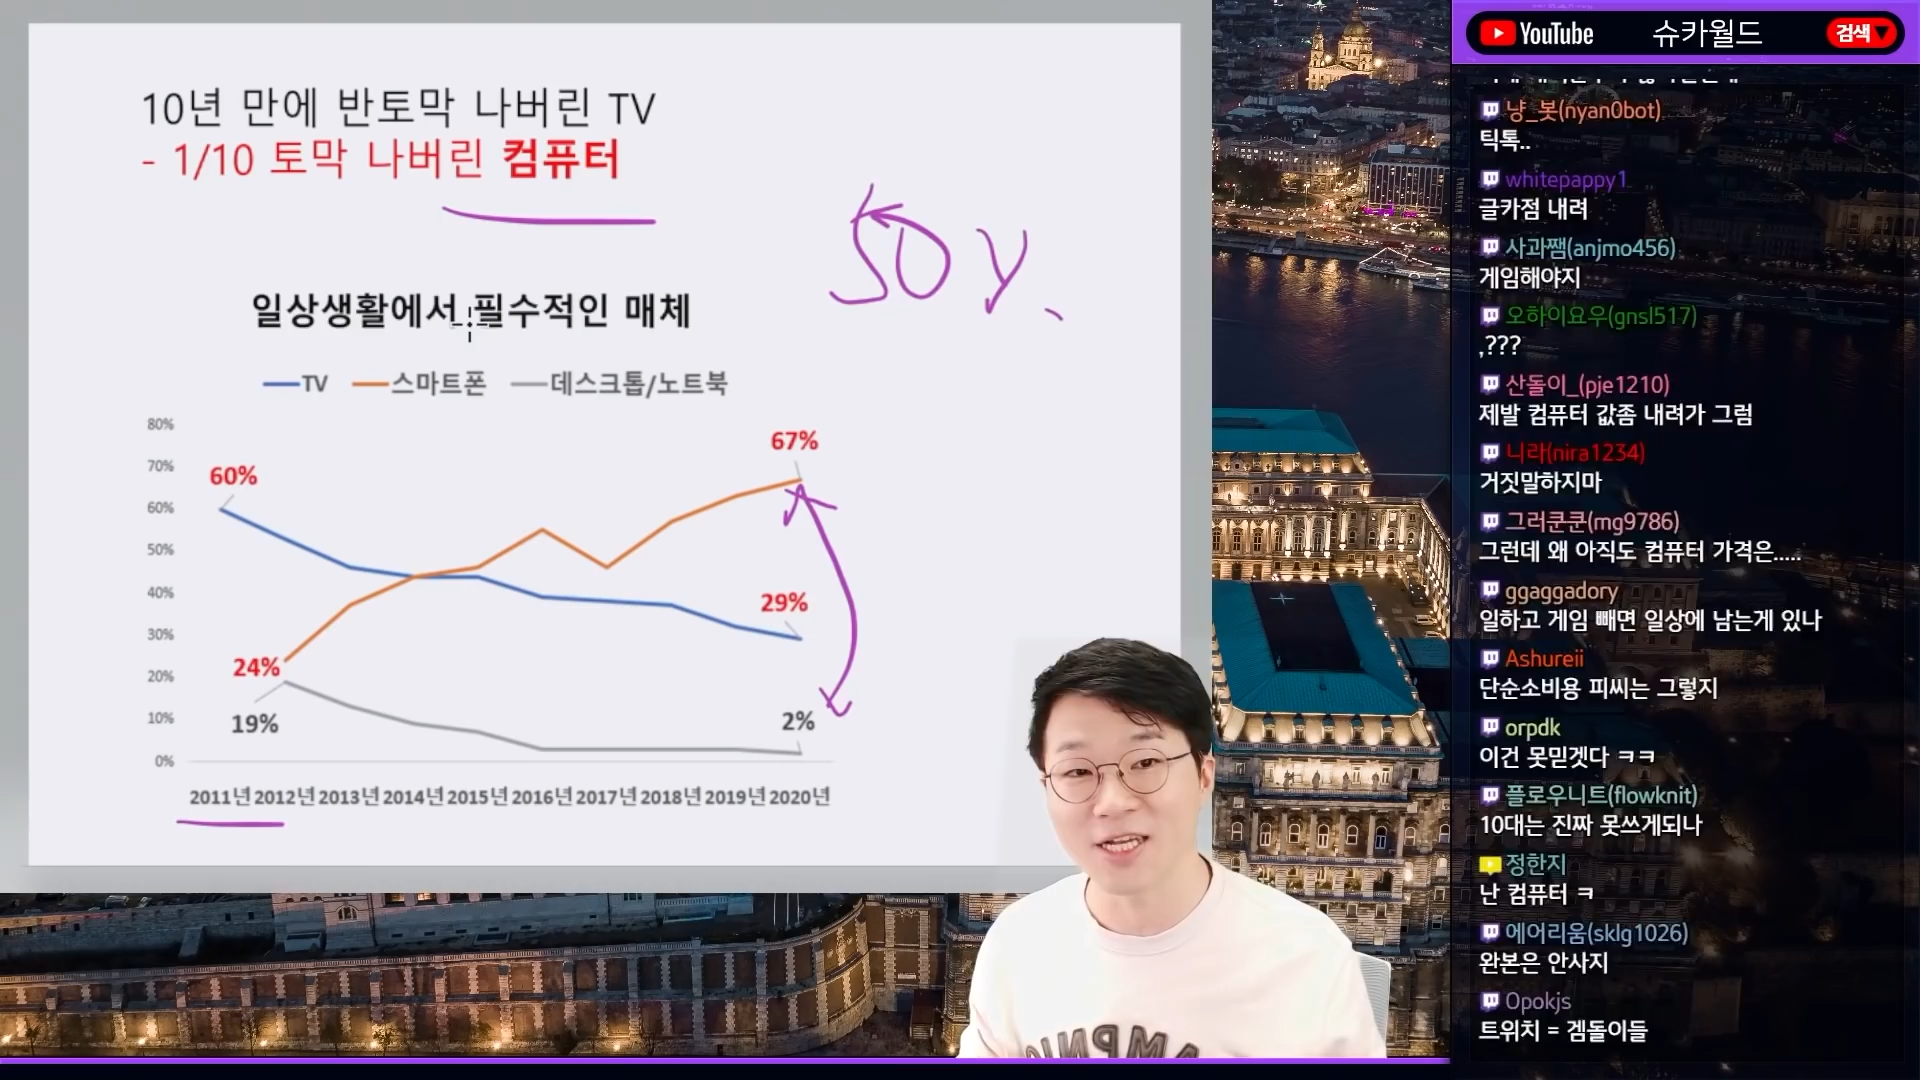 10년 만에 반토막 나버린 TV
- 1/10 토막 나버린 컴퓨터
50y
일상생활에서 필수적인 매체
TV 스마트폰 데스크톱/노트북
80%
70%
60%
50%
40%
30%
20%
10%
0%
60%
67%
29%
24%
19%
2%
2011년 2012년 2013년 2014년 2015년 2016년 2017년 2018년 2019년 2020년
YouTube 슈카월드 검색
냥_봇(nyan0bot)
틱톡..
whitepappy1
글카점 내려
사과쨈(anjmo456)
게임해야지
오하이요우(gnsl517)
,???
산돌이_(pje1210)
제발 컴퓨터 값좀 내려가 그럼
니라(nira1234)
거짓말하지마
그러쿤쿤(mg9786)
그런데 왜 아직도 컴퓨터 가격은.....
ggaggadory
일하고 게임 빼면 일상에 남는게 있나
Ashureii
단순소비용 피씨는 그렇지
orpdk
이건 못믿겟다 ㅋㅋ
플로우니트(flowknit)
10대는 진짜 못쓰게되나
정한지
난 컴퓨터 ㅋ
에어리움(sklg1026)
완본은 안사지
Opokjs
트위치 = 겜돌이들